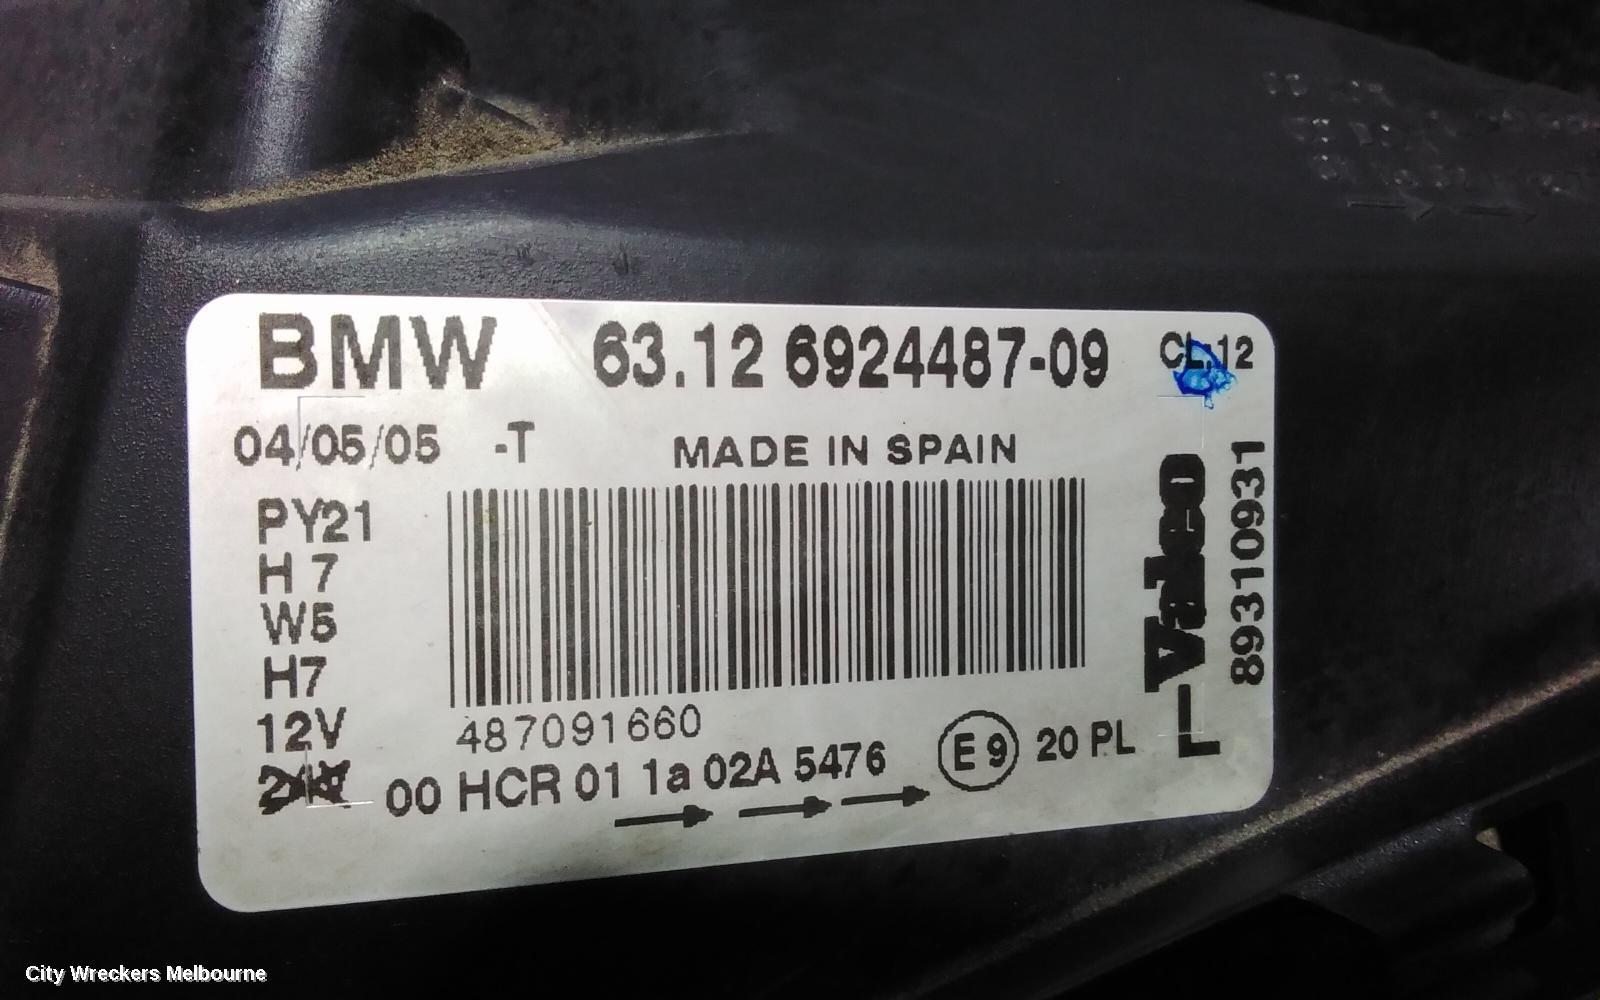 BMW 63.12 6924487-09 CL.12
04/05/05 -T MADE IN SPAIN
PY21
H 7
W5
H7
12V
487091660
00 HCR 01 1a 02A 5476 E 9 20 PL
L Valeo
89310931
City Wreckers Melbourne